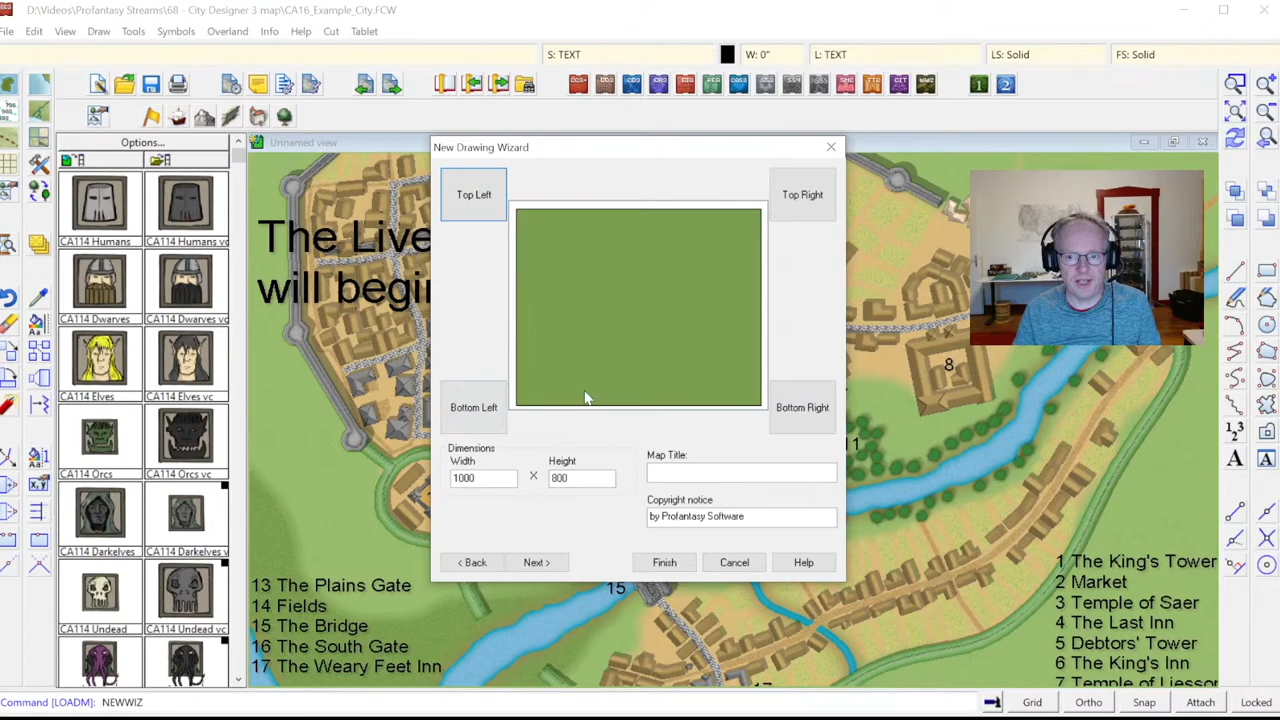 D:\Videos\Profantasy Streams\68 - City Designer 3 map\CA16_Example_City.FCW
File Edit View Draw Tools Symbols Overland Info Help Cut Tablet
S: TEXT W: 0" L: TEXT LS: Solid FS: Solid
Options...
Unnamed view
New Drawing Wizard
Top Left
Top Right
CA114 Humans
CA114 Humans vc
The Live
will begi
CA114 Dwarves
CA114 Dwarves vc
CA114 Elves
CA114 Elves vc
8
Bottom Left
Bottom Right
11
CA114 Orcs
CA114 Orcs vc
Dimensions
Width
Height
1000 X 800
Map Title:
Copyright notice
by Profantasy Software
CA114 Darkelves
CA114 Darkelves v
< Back
Next >
Finish
Cancel
Help
CA114 Undead
CA114 Undead vc
13 The Plains Gate
14 Fields
15 The Bridge
16 The South Gate
17 The Weary Feet Inn
15
1 The King's Tower
2 Market
3 Temple of Saer
4 The Last Inn
5 Debtors' Tower
6 The King's Inn
7 Temple of Liessor
Command [LOADM]: NEWWIZ
Grid Ortho Snap Attach Locked